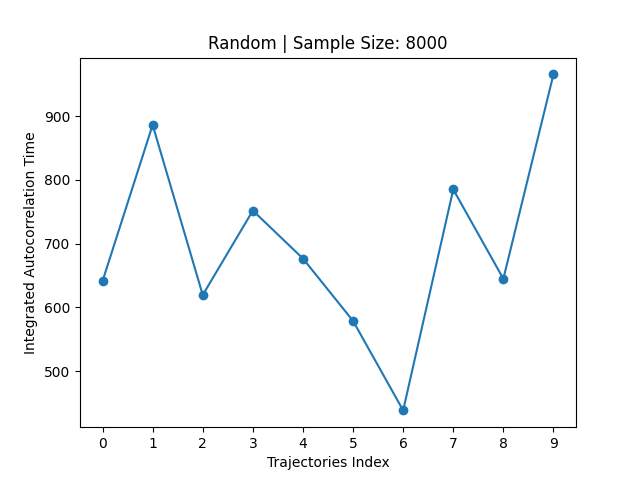 Random | Sample Size: 8000
Integrated Autocorrelation Time
900
800
700
600
500
0 1 2 3 4 5 6 7 8 9
Trajectories Index